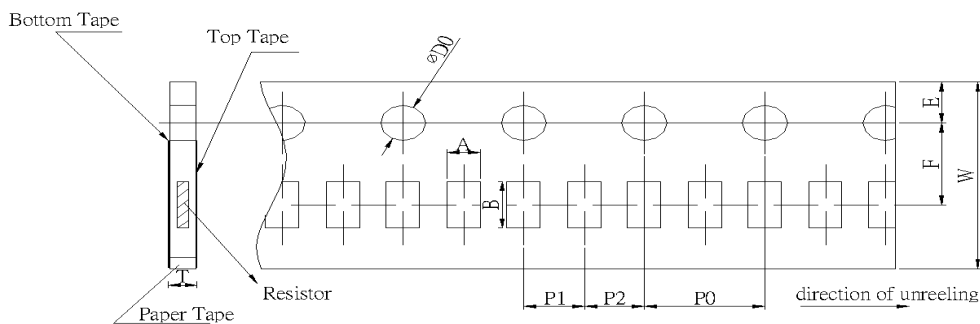 Bottom Tape
Top Tape
øD0
A
B
E
F
W
T
Resistor
Paper Tape
P1
P2
P0
direction of unreeling